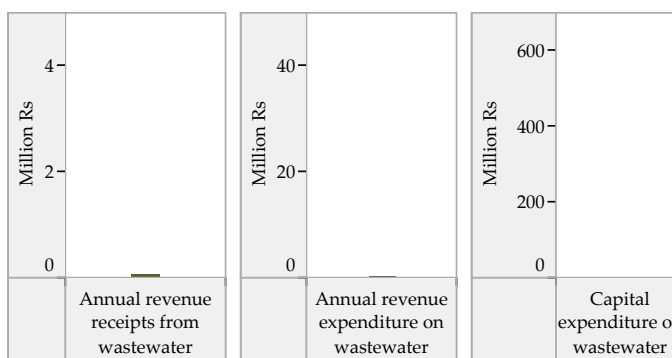 Million Rs
4
2
0
Annual revenue
receipts from
wastewater
Million Rs
40
20
0
Annual revenue
expenditure on
wastewater
Million Rs
600
400
200
0
Capital
expenditure o
wastewater